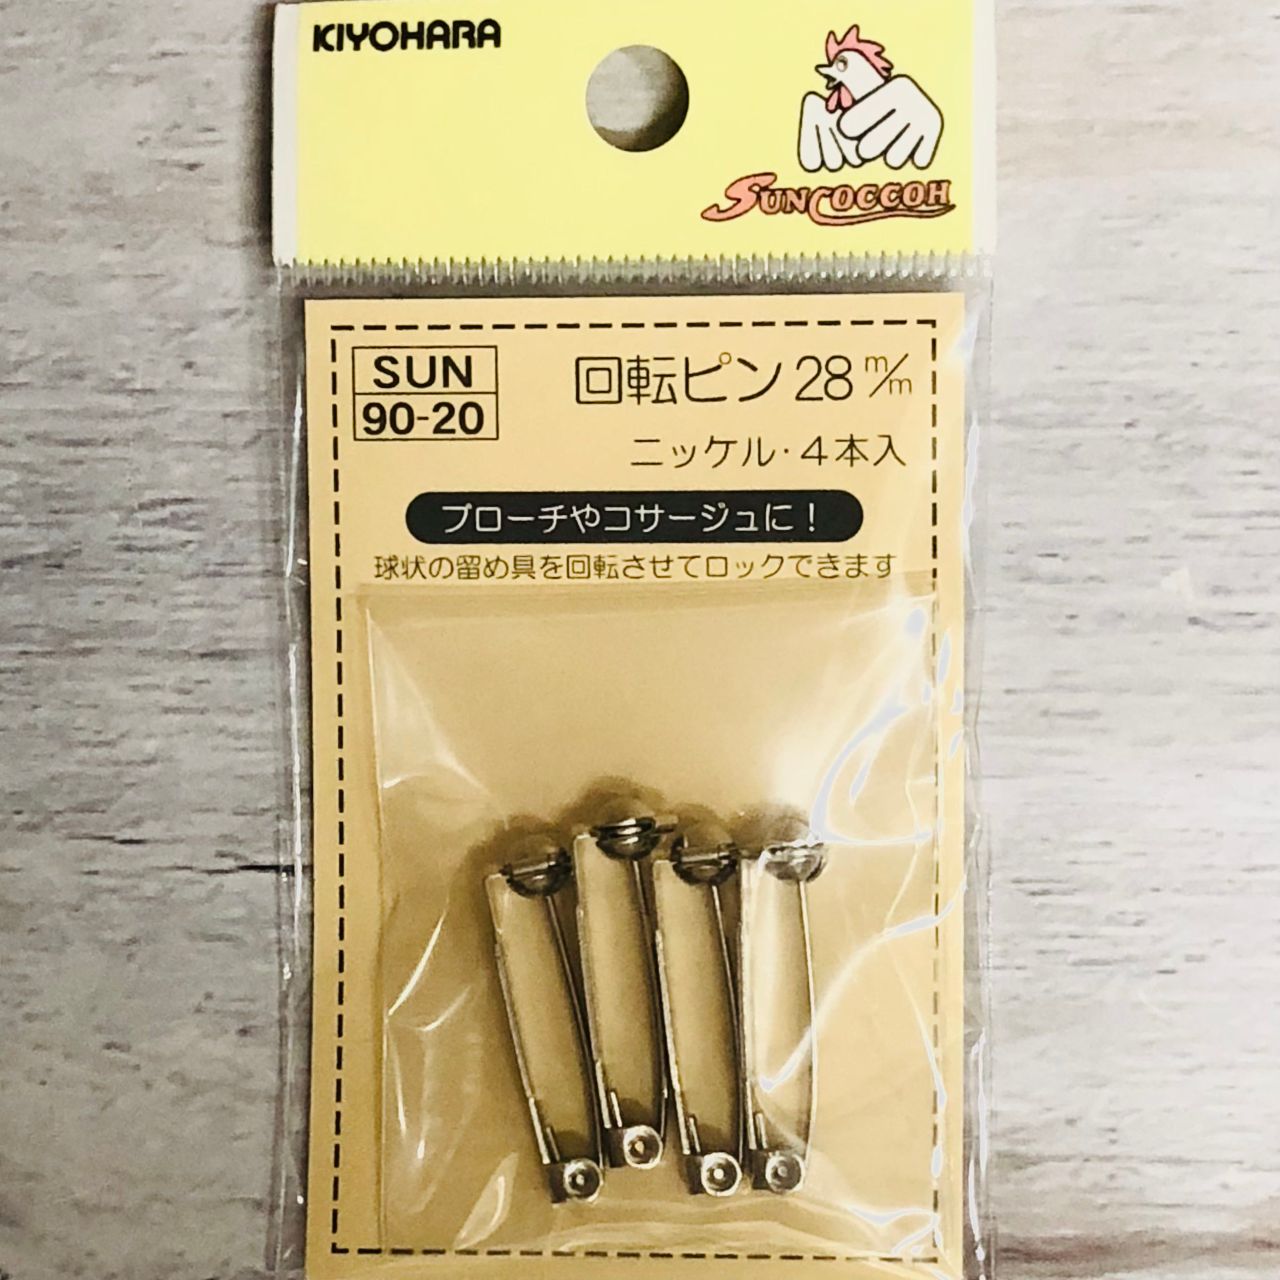 KIYOHARA
SUNCOCCOH
SUN
90-20
回転ピン28m/m
ニッケル・4本入
ブローチやコサージュに！
球状の留め具を回転させてロックできます